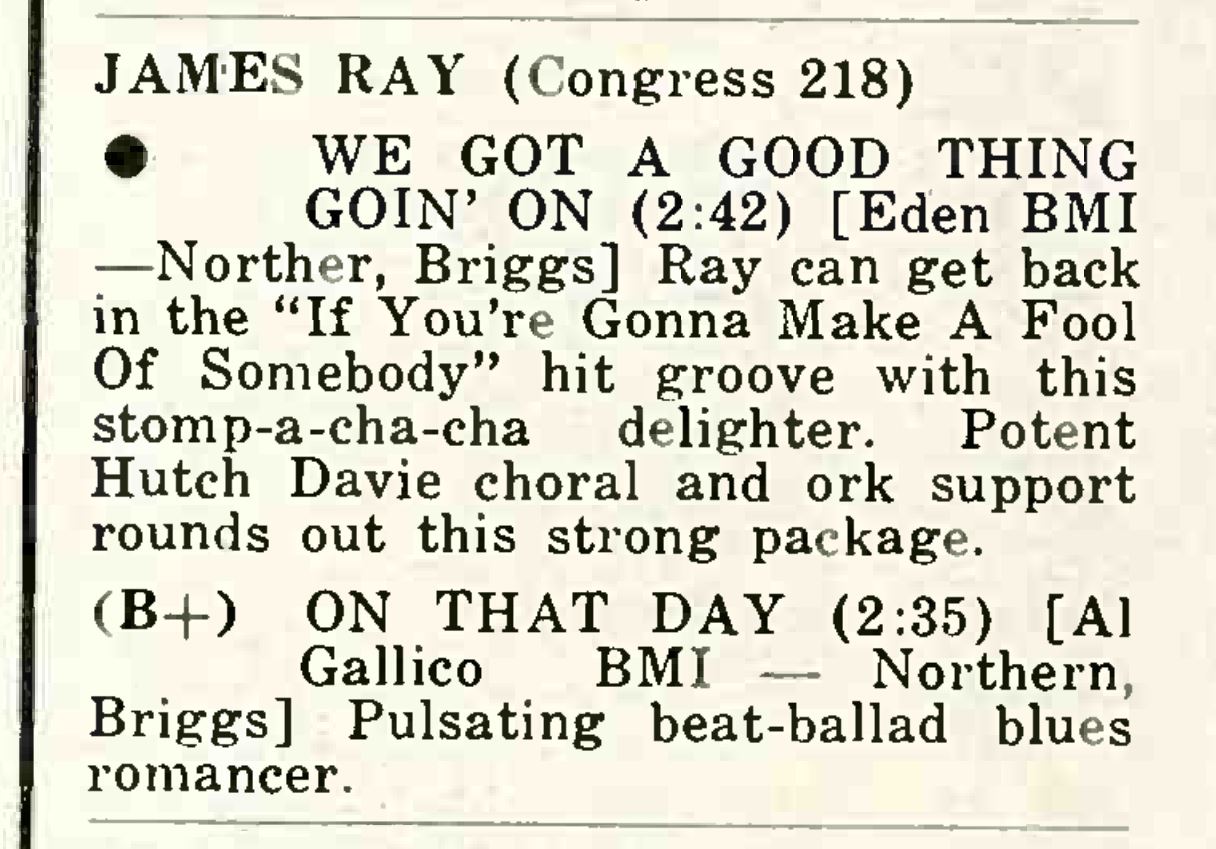 JAMES RAY (Congress 218)
● WE GOT A GOOD THING
GOIN' ON (2:42) [Eden BMI
—Norther, Briggs] Ray can get back
in the “If You're Gonna Make A Fool
Of Somebody” hit groove with this
stomp-a-cha-cha delighter. Potent
Hutch Davie choral and ork support
rounds out this strong package.
(B+) ON THAT DAY (2:35) [Al
Gallico BMI — Northern,
Briggs] Pulsating beat-ballad blues
romancer.